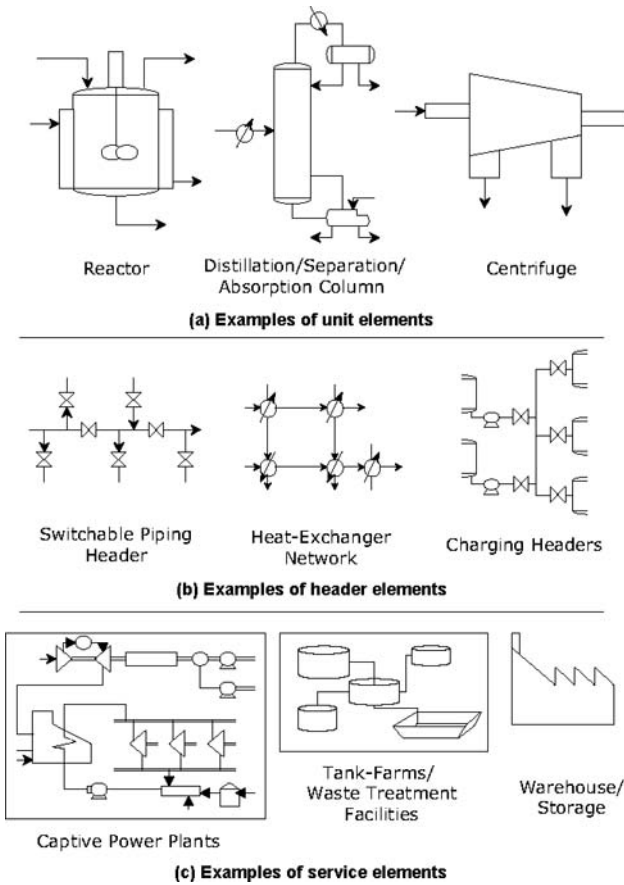 Reactor
Distillation/Separation/
Absorption Column
Centrifuge
(a) Examples of unit elements
Switchable Piping
Header
Heat-Exchanger
Network
Charging Headers
(b) Examples of header elements
Captive Power Plants
Tank-Farms/
Waste Treatment
Facilities
Warehouse/
Storage
(c) Examples of service elements